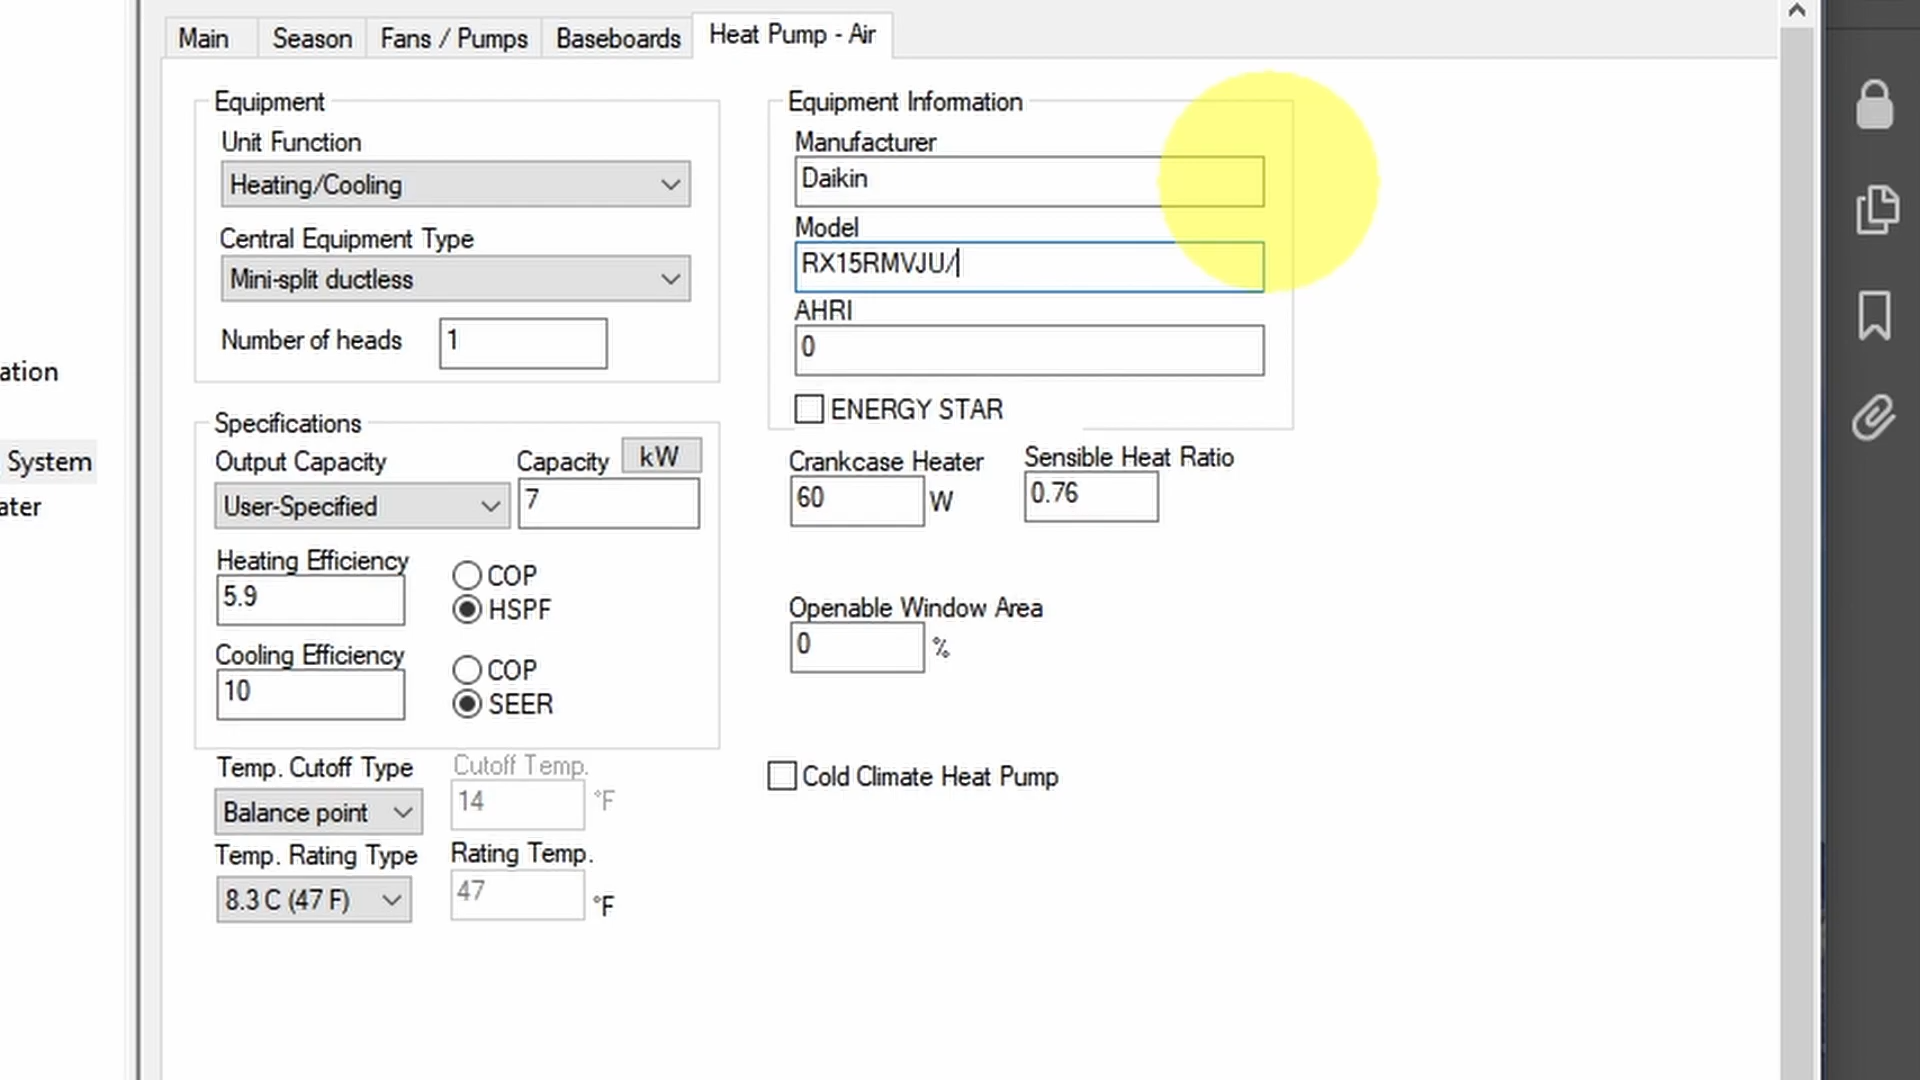 Main
Season
Fans / Pumps
Baseboards
Heat Pump - Air
Equipment
Unit Function
Heating/Cooling
Central Equipment Type
Mini-split ductless
Number of heads
1
Equipment Information
Manufacturer
Daikin
Model
RX15RMVJU/
AHRI
0
ENERGY STAR
ation
System
ater
Specifications
Output Capacity
Capacity
kW
User-Specified
7
Heating Efficiency
5.9
COP
HSPF
Cooling Efficiency
10
COP
SEER
Crankcase Heater
60
W
Sensible Heat Ratio
0.76
Openable Window Area
0
%
Temp. Cutoff Type
Balance point
Cutoff Temp.
14
°F
Temp. Rating Type
8.3 C (47 F)
Rating Temp.
47
°F
Cold Climate Heat Pump